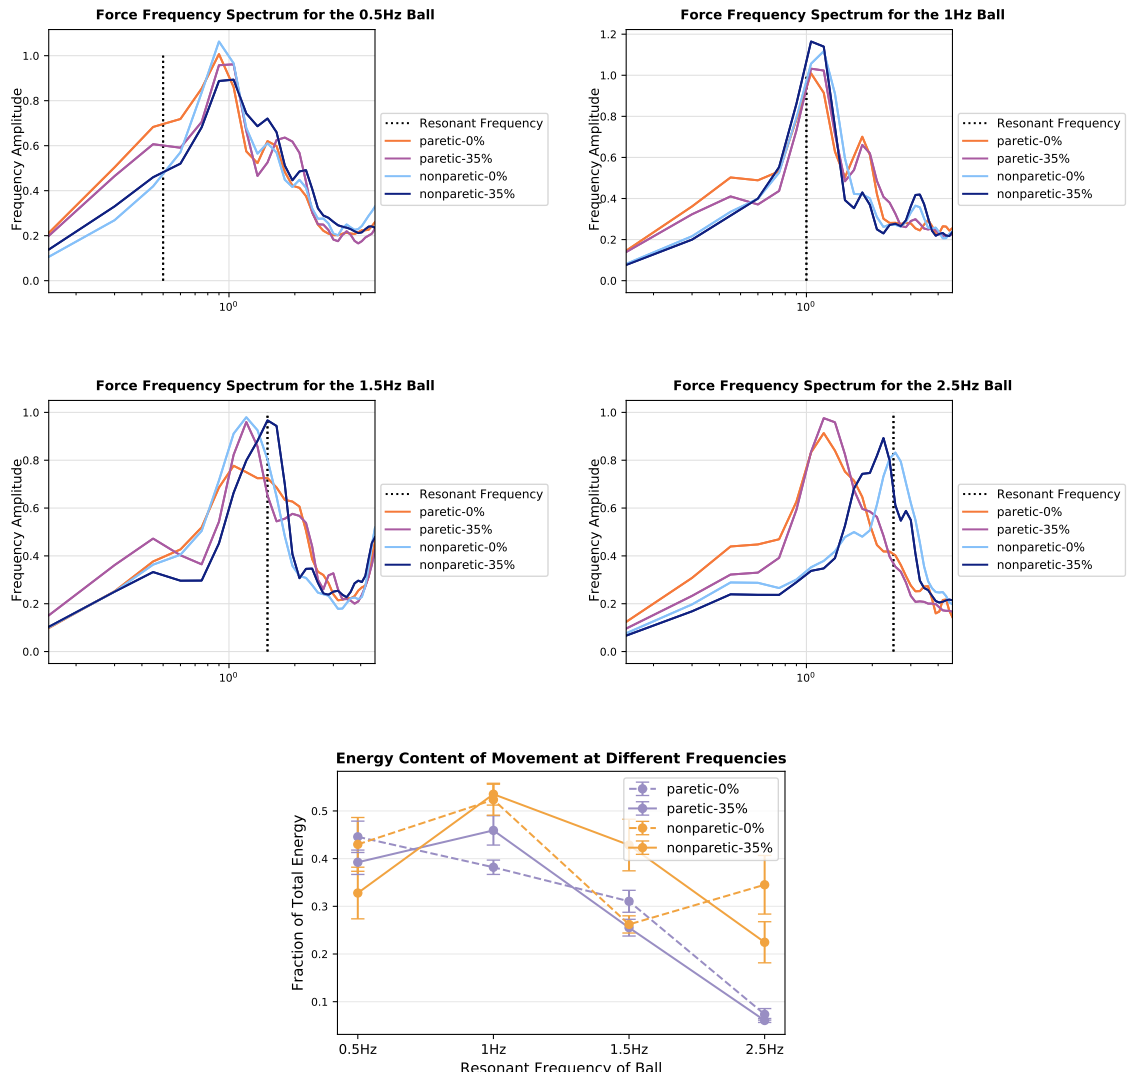 Force Frequency Spectrum for the 0.5Hz Ball
Frequency Amplitude
1.0
0.8
0.6
0.4
0.2
0.0
10⁰
Resonant Frequency
paretic-0%
paretic-35%
nonparetic-0%
nonparetic-35%
Force Frequency Spectrum for the 1Hz Ball
Frequency Amplitude
1.2
1.0
0.8
0.6
0.4
0.2
0.0
10⁰
Resonant Frequency
paretic-0%
paretic-35%
nonparetic-0%
nonparetic-35%
Force Frequency Spectrum for the 1.5Hz Ball
Frequency Amplitude
1.0
0.8
0.6
0.4
0.2
0.0
10⁰
Resonant Frequency
paretic-0%
paretic-35%
nonparetic-0%
nonparetic-35%
Force Frequency Spectrum for the 2.5Hz Ball
Frequency Amplitude
1.0
0.8
0.6
0.4
0.2
0.0
10⁰
Resonant Frequency
paretic-0%
paretic-35%
nonparetic-0%
nonparetic-35%
Energy Content of Movement at Different Frequencies
Fraction of Total Energy
0.5
0.4
0.3
0.2
0.1
paretic-0%
paretic-35%
nonparetic-0%
nonparetic-35%
0.5Hz
1Hz
1.5Hz
2.5Hz
Resonant Frequency of Ball